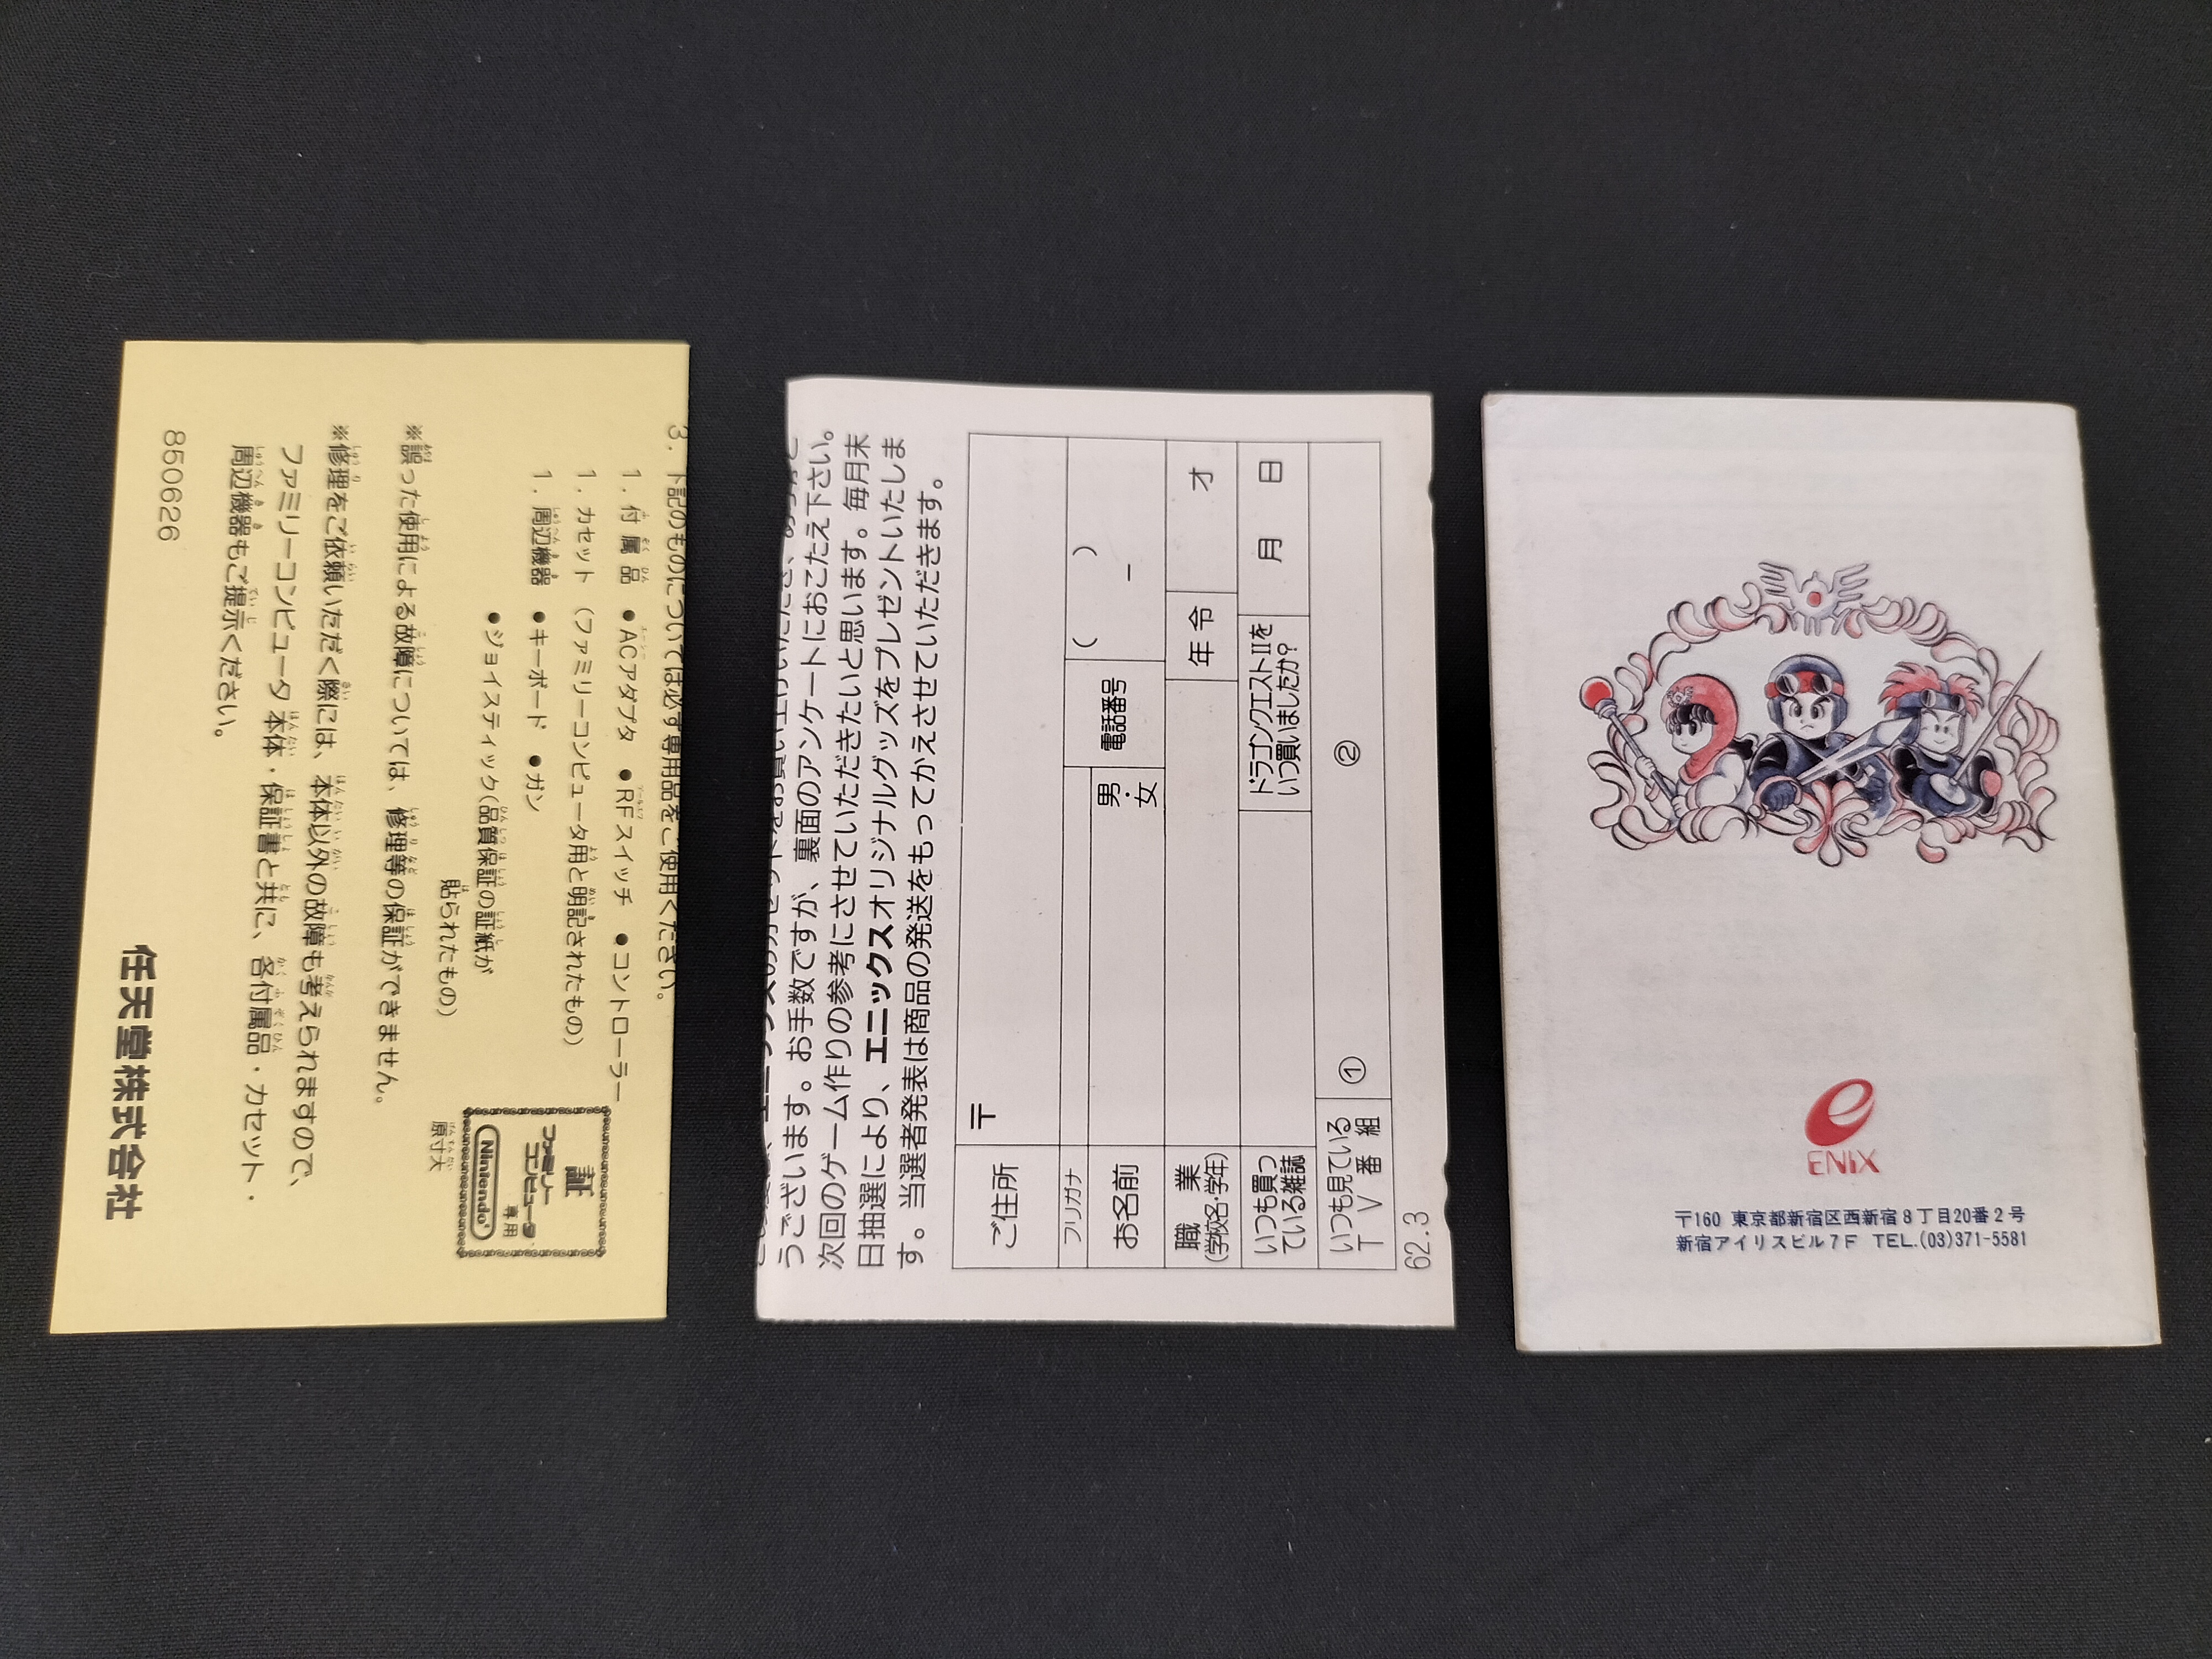 3. 下記のものについては必ず専用品をご使用ください。
1. 付属品 ●ACアダプタ ●RFスイッチ ●コントローラー
1. カセット (ファミリーコンピュータ用と明記されたもの)
1. 周辺機器 ●キーボード ●ガン
●ジョイスティック(品質保証の証紙が
貼られたもの)
証
ファミリー
コンピュータ
専用
Nintendo
原寸大
※誤った使用による故障については、修理等の保証ができません。
※修理をご依頼いただく際には、本体以外の故障も考えられますので、
ファミリーコンピュータ本体・保証書と共に、各付属品・カセット・
周辺機器もご提示ください。
850626
任天堂株式会社
うございます。お手数ですが、裏面のアンケートにおこたえ下さい。
次回のゲーム作りの参考にさせていただきたいと思います。毎月末
日抽選により、エニックスオリジナルグッズをプレゼントいたしま
す。当選者発表は商品の発送をもってかえさせていただきます。
ご住所 〒
フリガナ
お名前 男・女 電話番号 ( ) ―
職業 (学校名・学年) 年令 才
いつも買っている雑誌 ドラゴンクエストIIをいつ買いましたか? 月 日
いつも見ているTV番組 ① ②
62.3
ENIX
〒160 東京都新宿区西新宿8丁目20番2号
新宿アイリスビル7F TEL.(03)371-5581